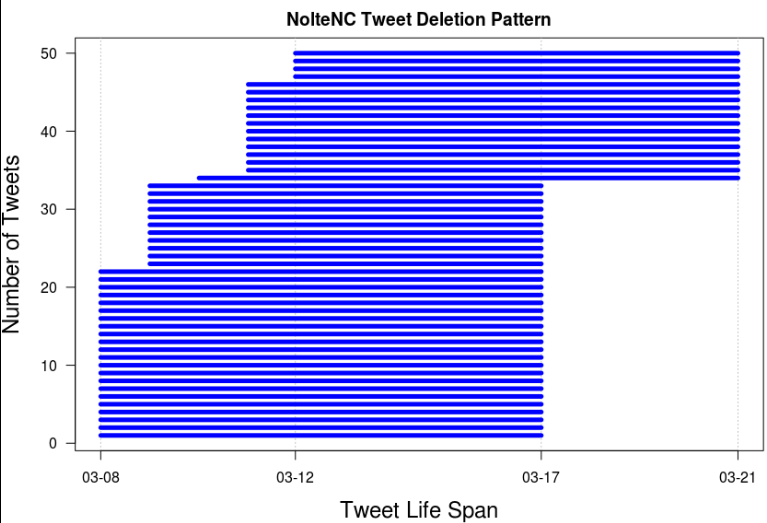 NolteNC Tweet Deletion Pattern
Number of Tweets
50
40
30
20
10
0
03-08 03-12 03-17 03-21
Tweet Life Span